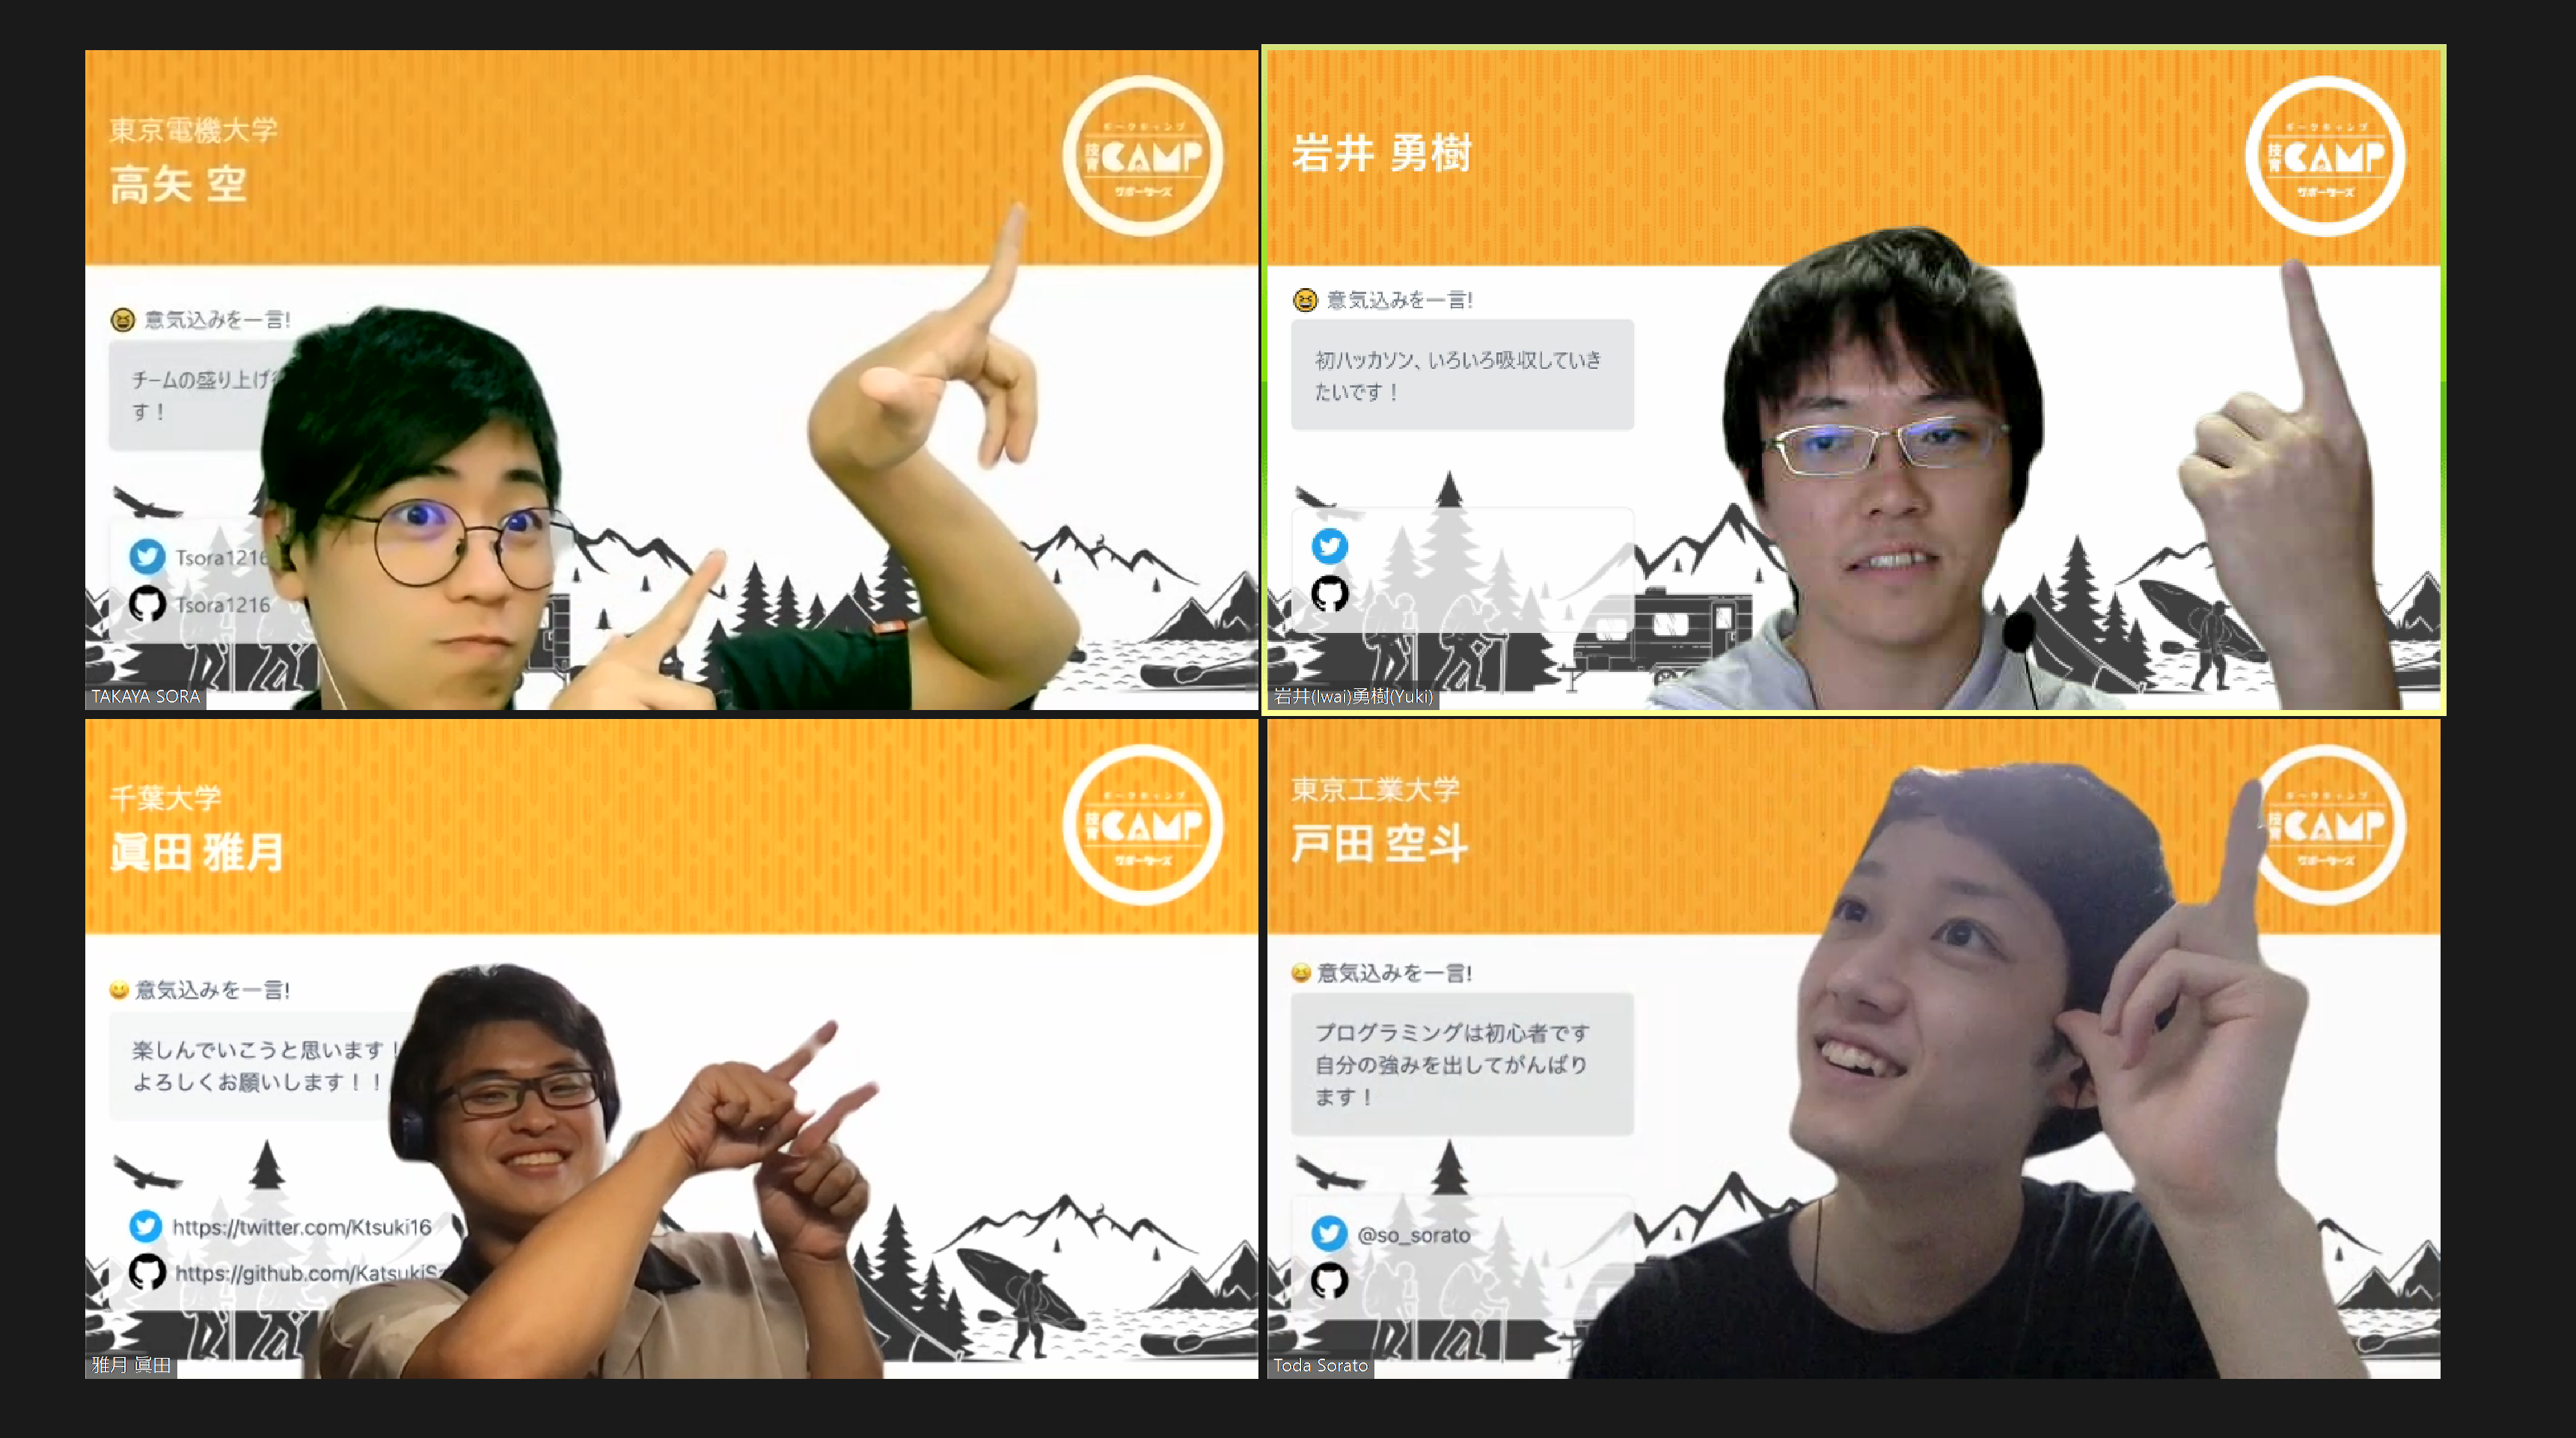 東京電機大学
高矢 空
技育CAMP
サポーターズ
意気込みを一言!
チームの盛り上げ
す！
Tsora1216
Tsora1216
TAKAYA SORA
岩井 勇樹
技育CAMP
サポーターズ
意気込みを一言!
初ハッカソン、いろいろ吸収していき
たいです！
岩井(Iwai)勇樹(Yuki)
千葉大学
眞田 雅月
技育CAMP
サポーターズ
意気込みを一言!
楽しんでいこうと思います！
よろしくお願いします！！
https://twitter.com/Ktsuki16
https://github.com/KatsukiSa
雅月 眞田
東京工業大学
戸田 空斗
技育CAMP
サポーターズ
意気込みを一言!
プログラミングは初心者です
自分の強みを出してがんばり
ます！
@so_sorato
Toda Sorato